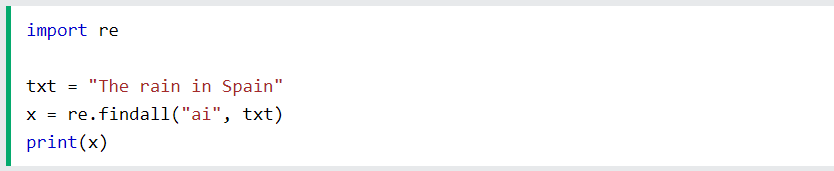 import re
txt = "The rain in Spain"
x = re.findall("ai", txt)
print(x)